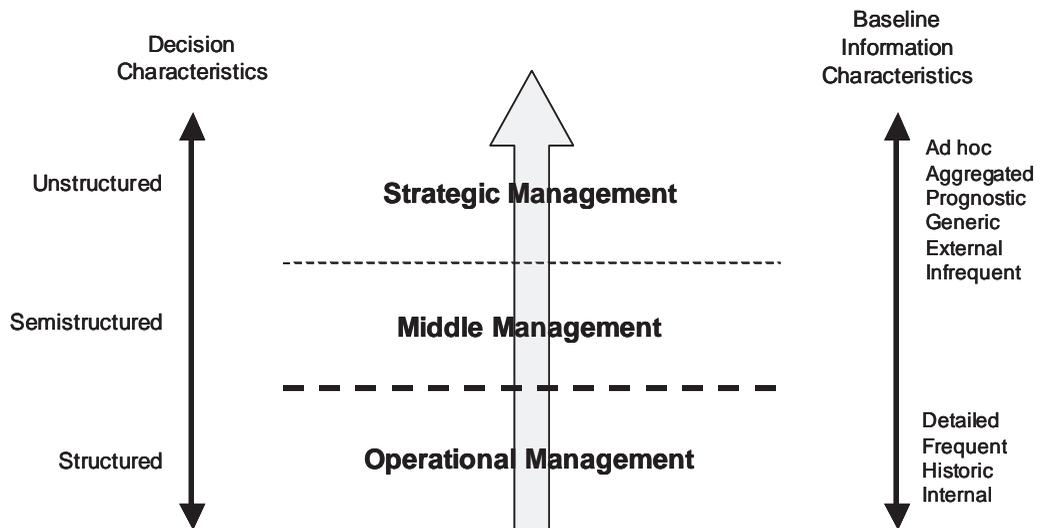 Decision
Characteristics
Baseline
Information
Characteristics
Unstructured
Strategic Management
Ad hoc
Aggregated
Prognostic
Generic
External
Infrequent
Semistructured
Middle Management
Structured
Operational Management
Detailed
Frequent
Historic
Internal